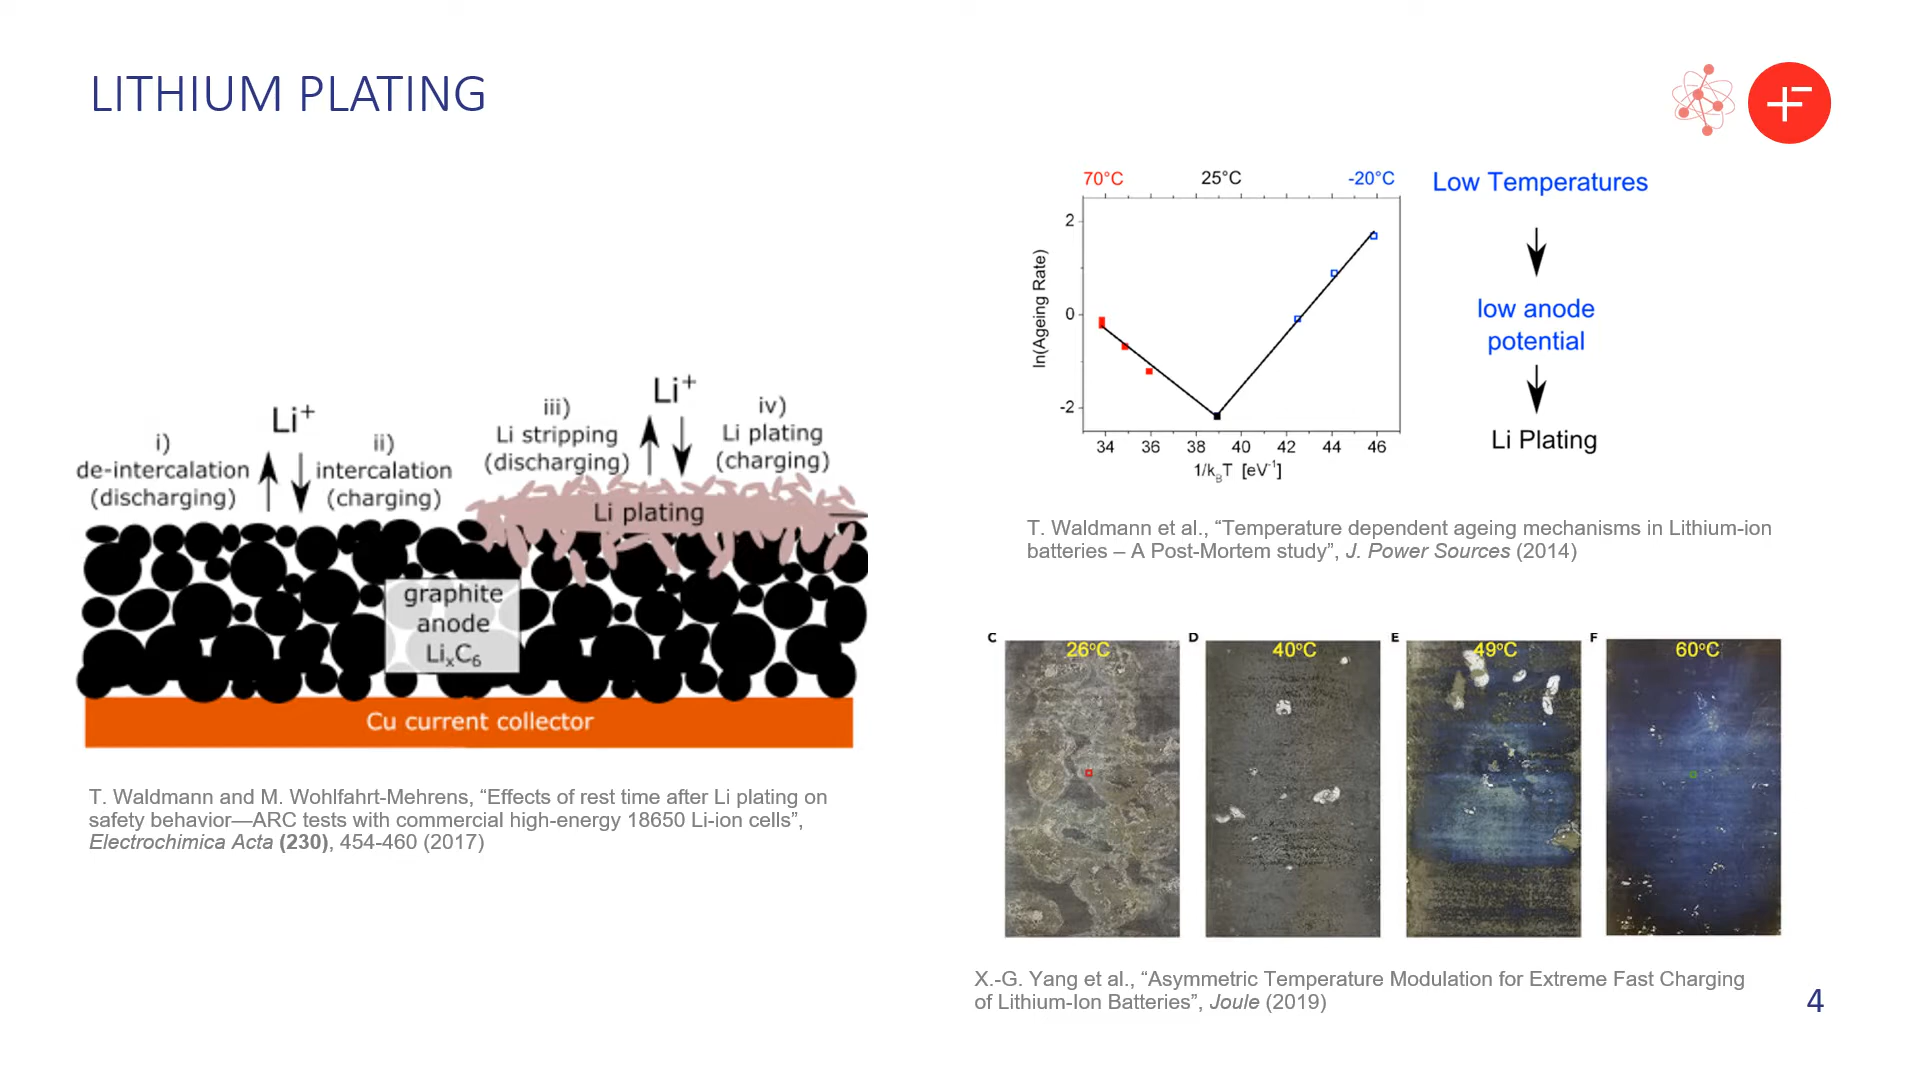 LITHIUM PLATING
i)
de-intercalation
(discharging)
Li⁺
ii)
intercalation
(charging)
iii)
Li stripping
(discharging)
Li⁺
iv)
Li plating
(charging)
Li plating
graphite
anode
LiₓC₆
Cu current collector
T. Waldmann and M. Wohlfahrt-Mehrens, “Effects of rest time after Li plating on
safety behavior—ARC tests with commercial high-energy 18650 Li-ion cells”,
Electrochimica Acta (230), 454-460 (2017)
70°C 25°C -20°C
ln(Ageing Rate)
2
0
-2
34 36 38 40 42 44 46
1/k_BT [eV⁻¹]
Low Temperatures
low anode
potential
Li Plating
T. Waldmann et al., “Temperature dependent ageing mechanisms in Lithium-ion
batteries – A Post-Mortem study”, J. Power Sources (2014)
C 26°C
D 40°C
E 49°C
F 60°C
X.-G. Yang et al., “Asymmetric Temperature Modulation for Extreme Fast Charging
of Lithium-Ion Batteries”, Joule (2019)
4